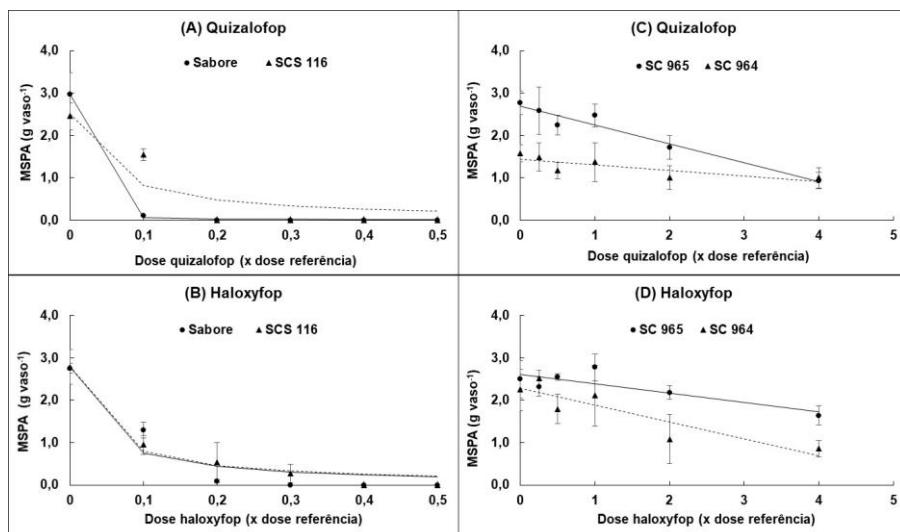 (A) Quizalofop
Sabore SCS 116
MSPA (g vaso-1)
4,0
3,0
2,0
1,0
0,0
0 0,1 0,2 0,3 0,4 0,5
Dose quizalofop (x dose referência)
(C) Quizalofop
SC 965 SC 964
MSPA (g vaso-1)
4,0
3,0
2,0
1,0
0,0
0 1 2 3 4 5
Dose quizalofop (x dose referência)
(B) Haloxyfop
Sabore SCS 116
MSPA (g vaso-1)
4,0
3,0
2,0
1,0
0,0
0 0,1 0,2 0,3 0,4 0,5
Dose haloxyfop (x dose referência)
(D) Haloxyfop
SC 965 SC 964
MSPA (g vaso-1)
4,0
3,0
2,0
1,0
0,0
0 1 2 3 4 5
Dose haloxyfop (x dose referência)